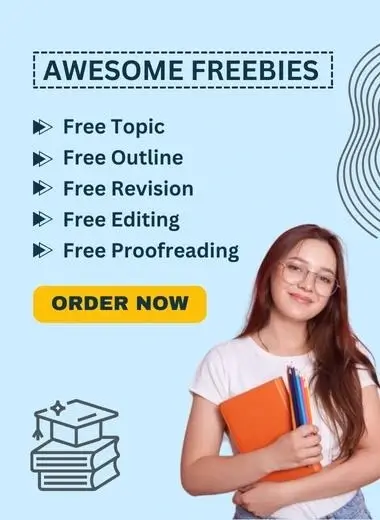 AWESOME FREEBIES
Free Topic
Free Outline
Free Revision
Free Editing
Free Proofreading
ORDER NOW